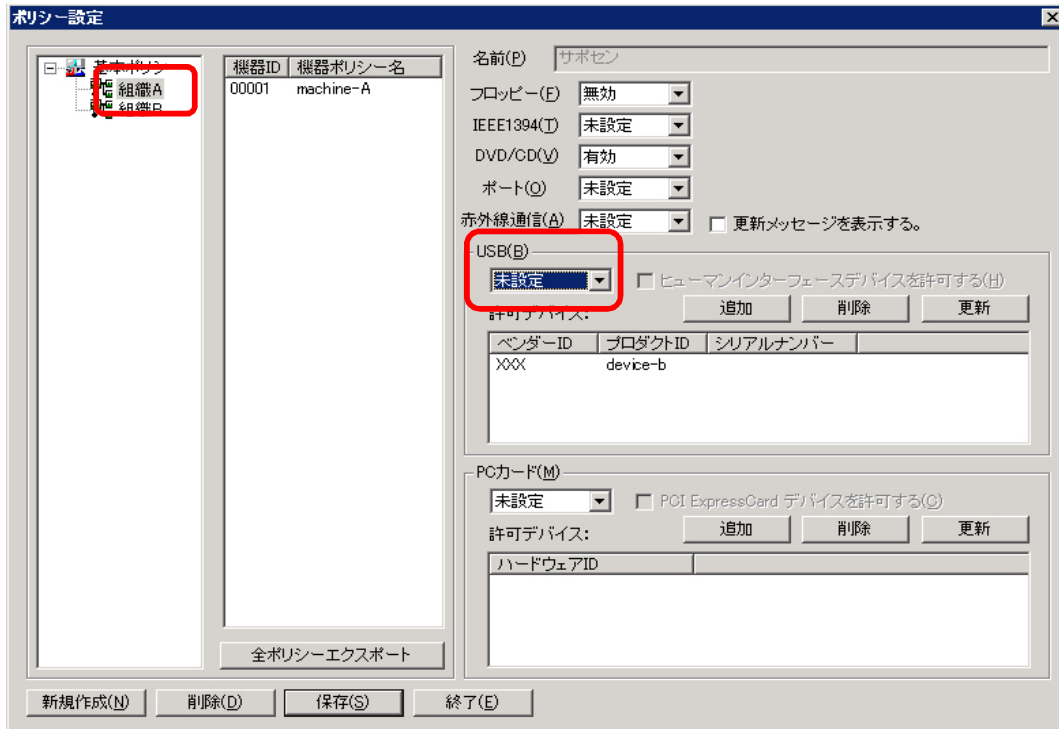 ポリシー設定
基本ポリシ
組織A
組織B
機器ID 機器ポリシー名
00001 machine-A
全ポリシーエクスポート
名前(P) サポセン
フロッピー(F) 無効
IEEE1394(T) 未設定
DVD/CD(V) 有効
ポート(O) 未設定
赤外線通信(A) 未設定 更新メッセージを表示する。
USB(B)
未設定 ヒューマンインターフェースデバイスを許可する(H)
許可デバイス: 追加 削除 更新
ベンダーID プロダクトID シリアルナンバー
XXX device-b
PCカード(M)
未設定 PCI ExpressCard デバイスを許可する(C)
許可デバイス: 追加 削除 更新
ハードウェアID
新規作成(N) 削除(D) 保存(S) 終了(E)